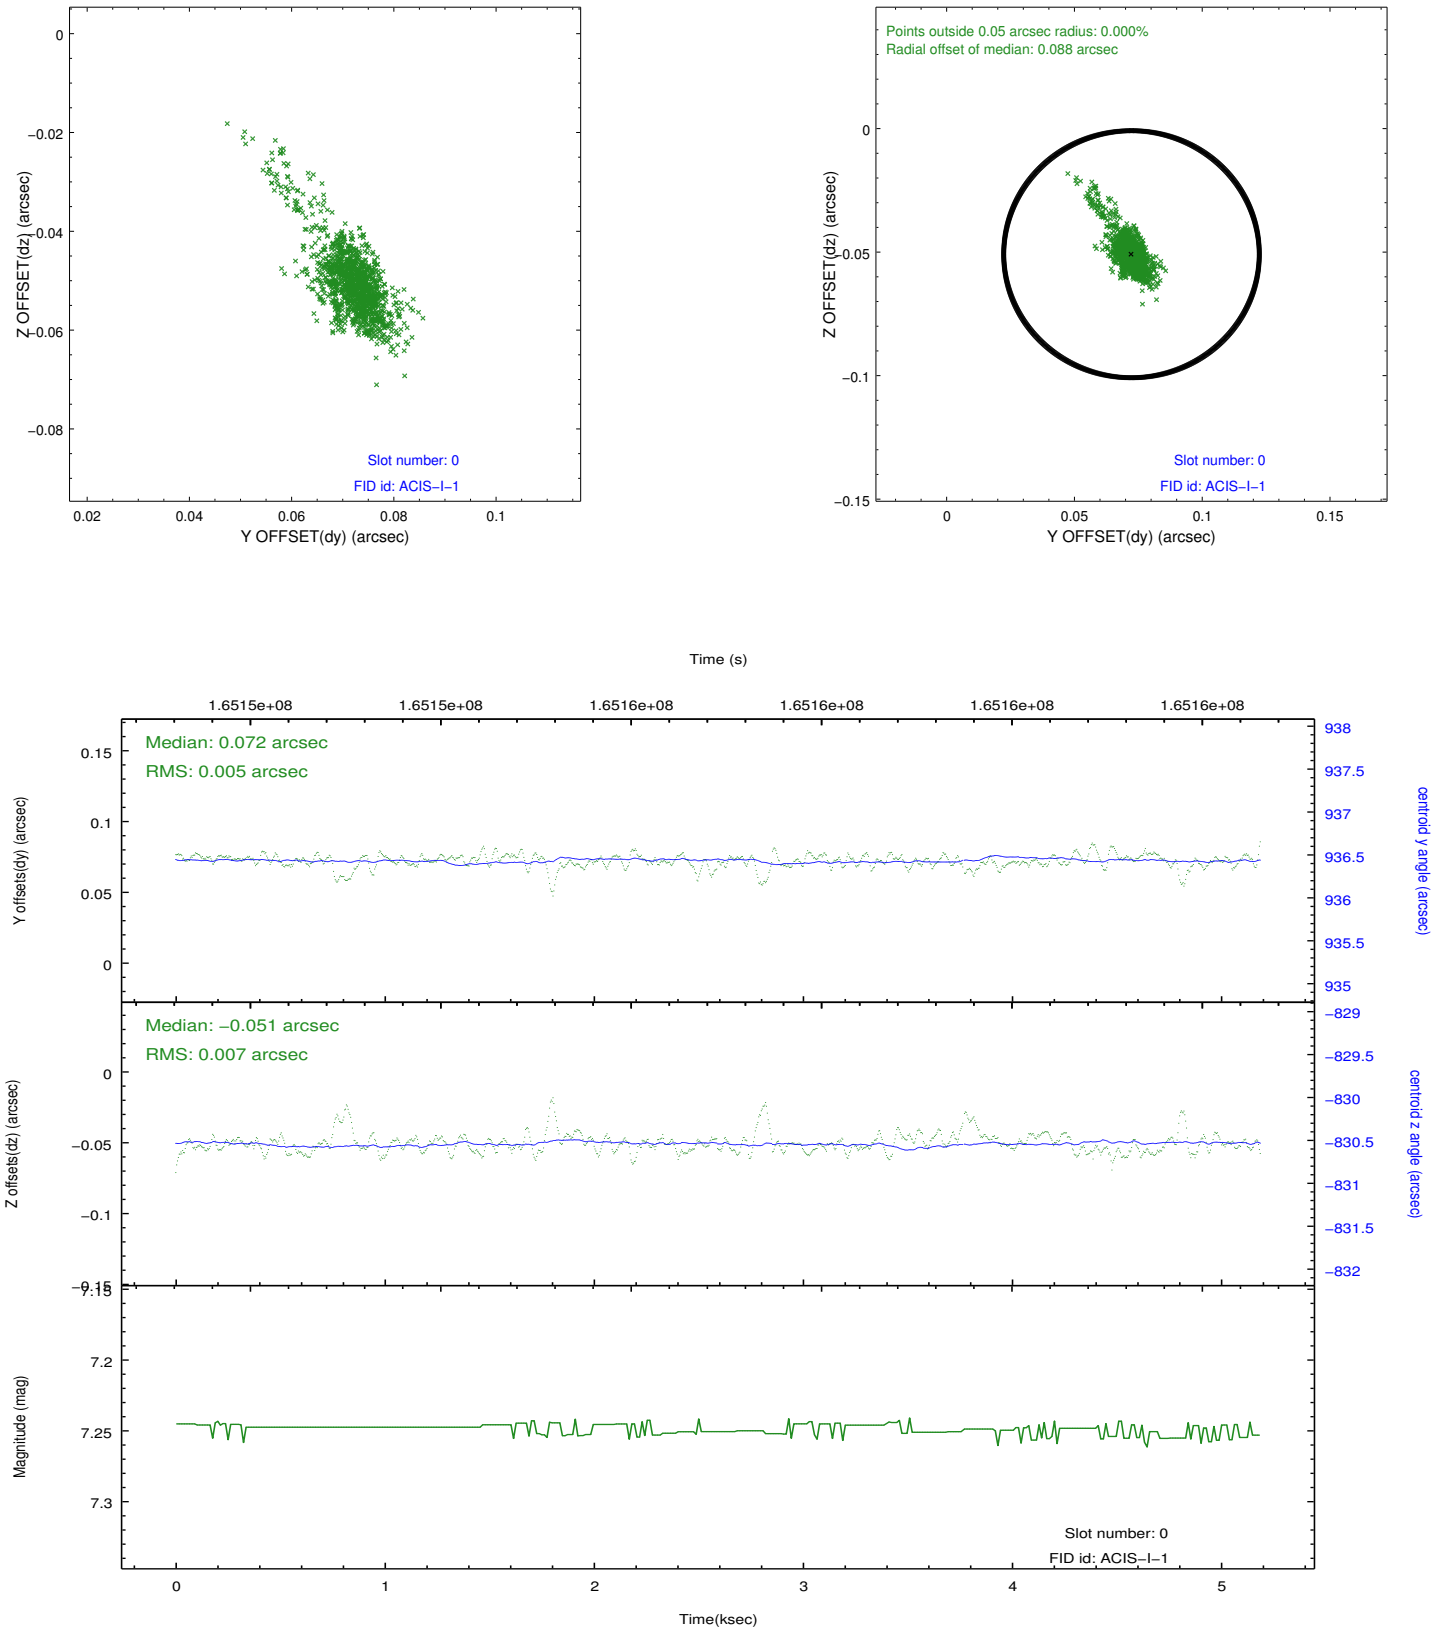 0
−0.02
−0.04
−0.06
−0.08
Z OFFSET(dz) (arcsec)
Slot number: 0
FID id: ACIS−I−1
0.02
0.04
0.06
0.08
0.1
Y OFFSET(dy) (arcsec)
Points outside 0.05 arcsec radius: 0.000%
Radial offset of median: 0.088 arcsec
0
−0.05
−0.1
−0.15
Z OFFSET(dz) (arcsec)
Slot number: 0
FID id: ACIS−I−1
0
0.05
0.1
0.15
Y OFFSET(dy) (arcsec)
Time (s)
1.6515e+08
1.6515e+08
1.6516e+08
1.6516e+08
1.6516e+08
1.6516e+08
Median: 0.072 arcsec
RMS: 0.005 arcsec
0.15
0.1
0.05
0
Y offsets(dy) (arcsec)
938
937.5
937
936.5
936
935.5
935
centroid y angle (arcsec)
Median: −0.051 arcsec
RMS: 0.007 arcsec
0
−0.05
−0.1
−0.15
Z offsets(dz) (arcsec)
−829
−829.5
−830
−830.5
−831
−831.5
−832
centroid z angle (arcsec)
7.15
7.2
7.25
7.3
Magnitude (mag)
Slot number: 0
FID id: ACIS−I−1
0
1
2
3
4
5
Time(ksec)